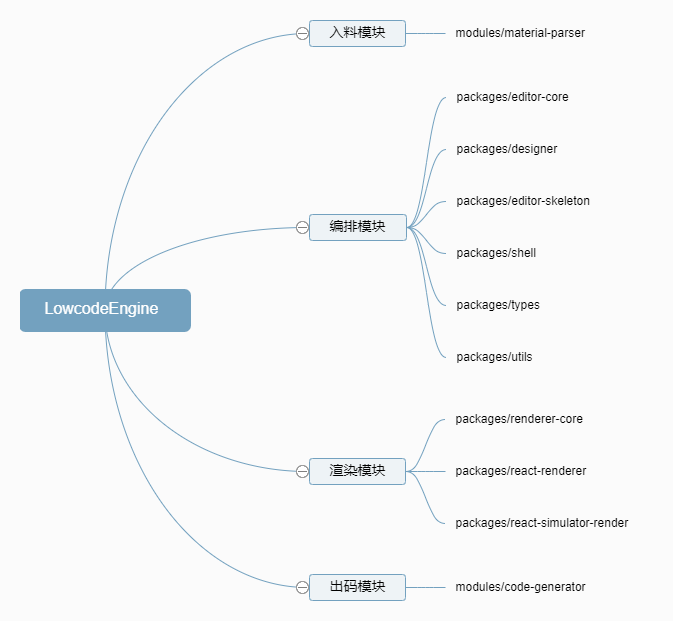 LowcodeEngine
入料模块
modules/material-parser
编排模块
packages/editor-core
packages/designer
packages/editor-skeleton
packages/shell
packages/types
packages/utils
渲染模块
packages/renderer-core
packages/react-renderer
packages/react-simulator-render
出码模块
modules/code-generator